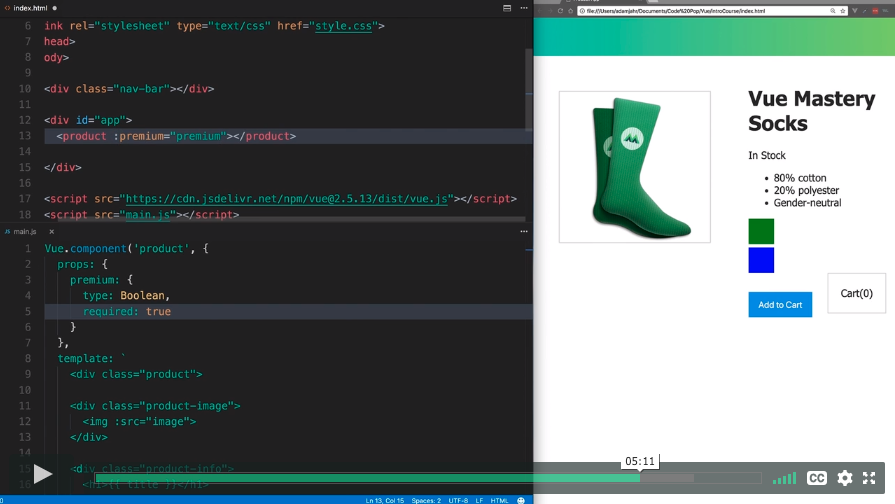 index.html
6 ink rel="stylesheet" type="text/css" href="style.css">
7 head>
8 ody>
9
10 <div class="nav-bar"></div>
11
12 <div id="app">
13 <product :premium="premium"></product>
14
15 </div>
16
17 <script src="https://cdn.jsdelivr.net/npm/vue@2.5.13/dist/vue.js"></script>
18 <script src="main.js"></script>
main.js
1 Vue.component('product', {
2 props: {
3 premium: {
4 type: Boolean,
5 required: true
6 }
7 },
8 template: `
9 <div class="product">
10
11 <div class="product-image">
12 <img :src="image">
13 </div>
14
15 <div class="product-info">
16 <h1>{{ title }}</h1>
Ln 13, Col 15 Spaces: 2 UTF-8 LF HTML
file:///Users/adamjahr/Documents/Code%20Pop/Vue/IntroCourse/index.html
Vue Mastery
Socks
In Stock
80% cotton
20% polyester
Gender-neutral
Cart(0)
Add to Cart
05:11
CC